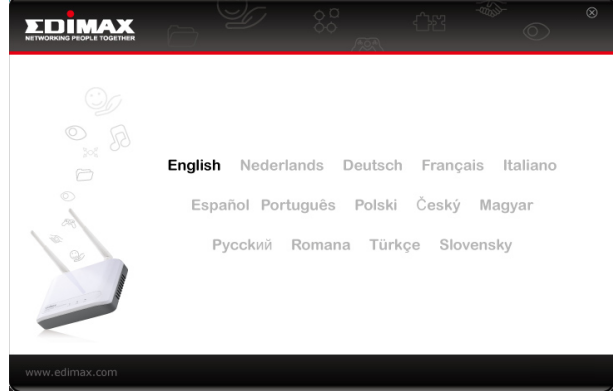 EDIMAX
NETWORKING PEOPLE TOGETHER
English Nederlands Deutsch Français Italiano
Español Português Polski Český Magyar
Русский Romana Türkçe Slovensky
www.edimax.com